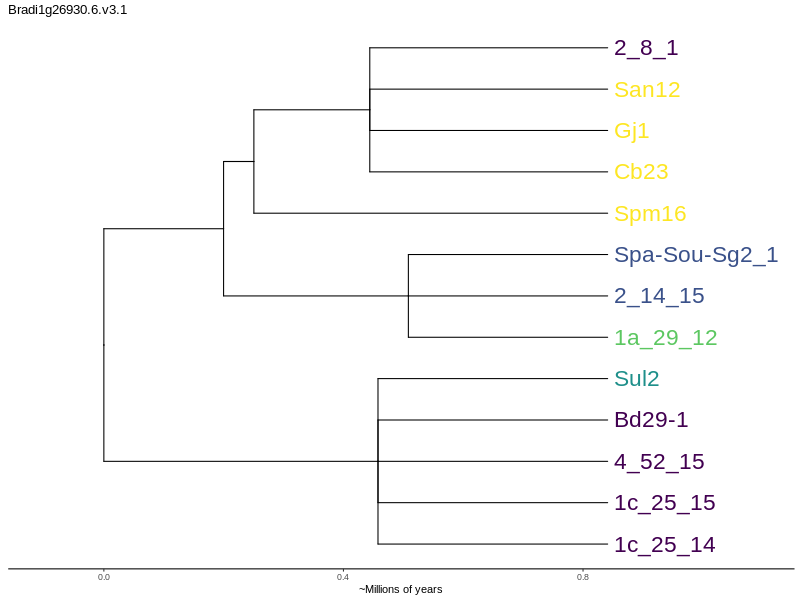 Bradi1g26930.6.v3.1
2_8_1
San12
Gj1
Cb23
Spm16
Spa-Sou-Sg2_1
2_14_15
1a_29_12
Sul2
Bd29-1
4_52_15
1c_25_15
1c_25_14
0.0 0.4 0.8
~Millions of years